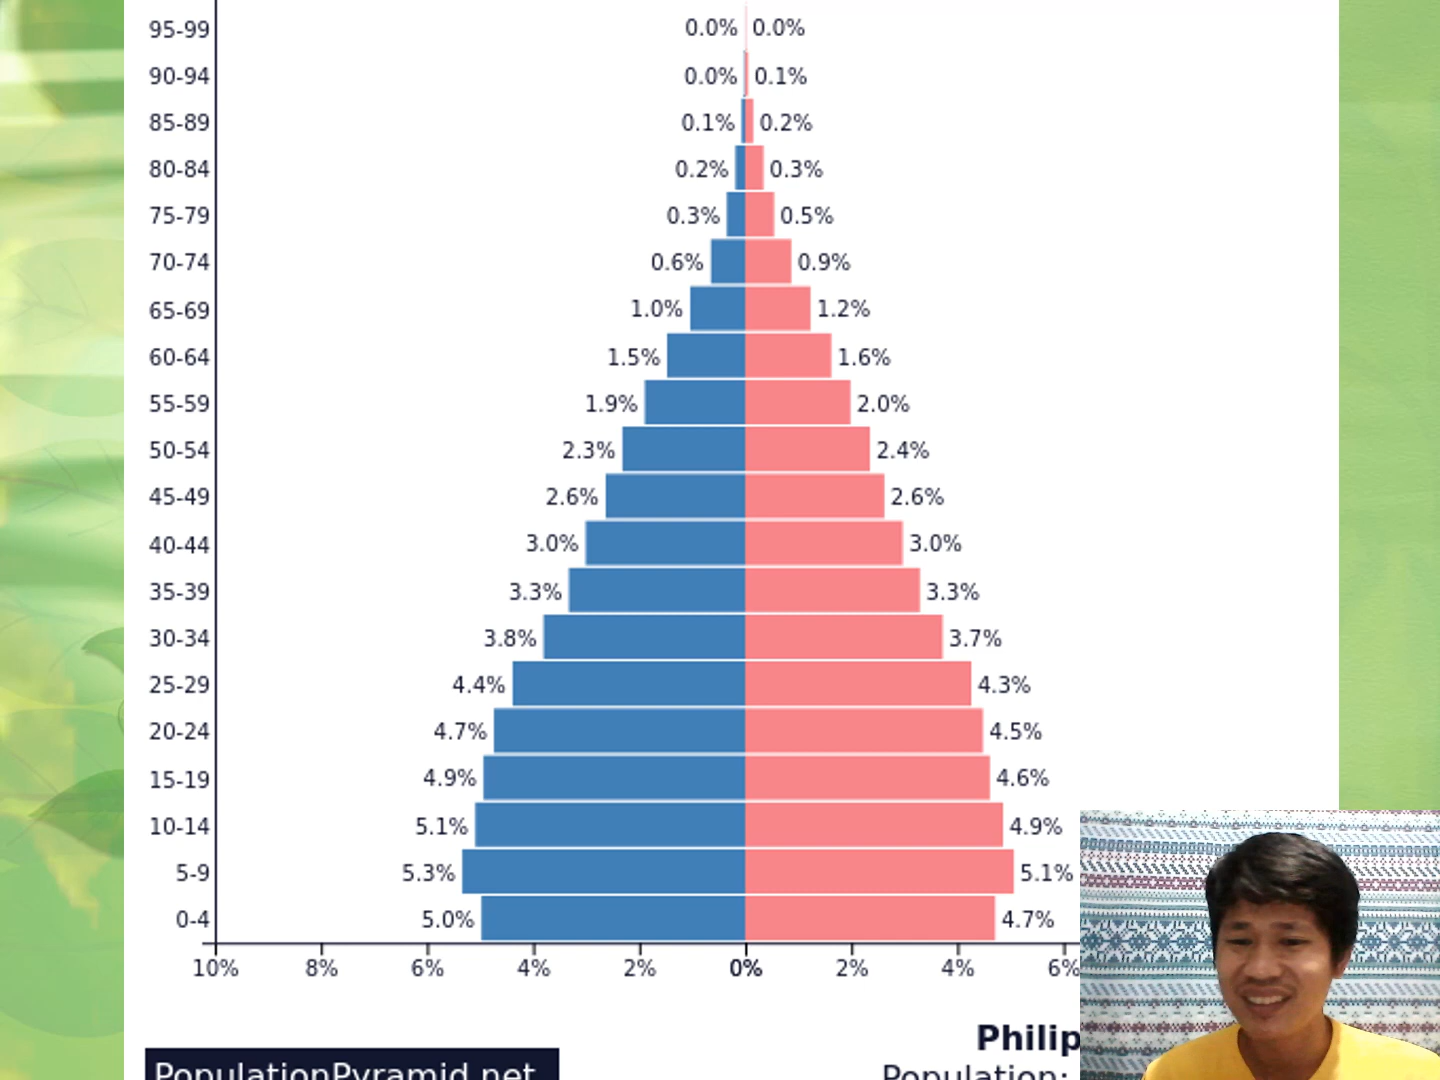 95-99 0.0% 0.0%
90-94 0.0% 0.1%
85-89 0.1% 0.2%
80-84 0.2% 0.3%
75-79 0.3% 0.5%
70-74 0.6% 0.9%
65-69 1.0% 1.2%
60-64 1.5% 1.6%
55-59 1.9% 2.0%
50-54 2.3% 2.4%
45-49 2.6% 2.6%
40-44 3.0% 3.0%
35-39 3.3% 3.3%
30-34 3.8% 3.7%
25-29 4.4% 4.3%
20-24 4.7% 4.5%
15-19 4.9% 4.6%
10-14 5.1% 4.9%
5-9 5.3% 5.1%
0-4 5.0% 4.7%
10% 8% 6% 4% 2% 0% 2% 4% 6%
Philip
PopulationPyramid.net Population: